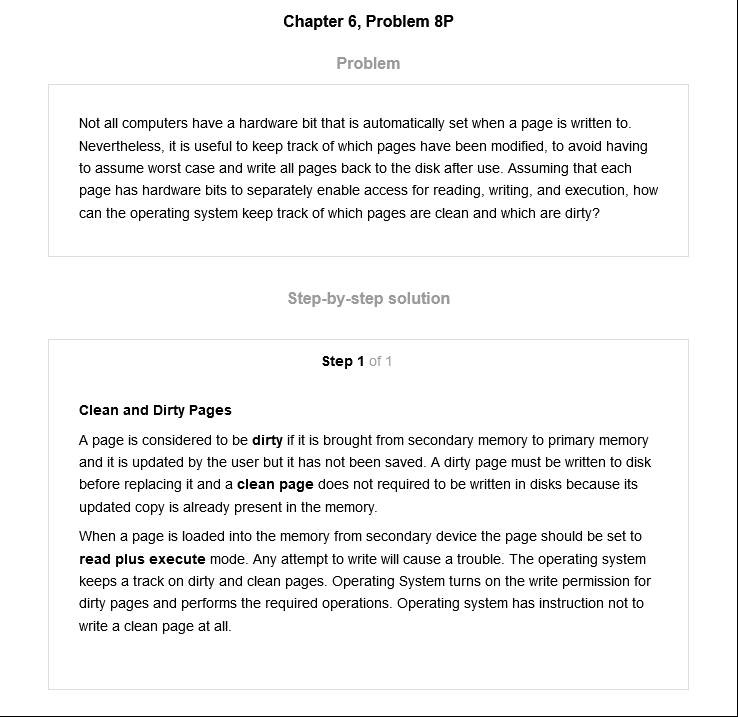 Chapter 6, Problem 8P
Problem
Not all computers have a hardware bit that is automatically set when a page is written to.
Nevertheless, it is useful to keep track of which pages have been modified, to avoid having
to assume worst case and write all pages back to the disk after use. Assuming that each
page has hardware bits to separately enable access for reading, writing, and execution, how
can the operating system keep track of which pages are clean and which are dirty?
Step-by-step solution
Step 1 of 1
Clean and Dirty Pages
A page is considered to be dirty if it is brought from secondary memory to primary memory
and it is updated by the user but it has not been saved. A dirty page must be written to disk
before replacing it and a clean page does not required to be written in disks because its
updated copy is already present in the memory.
When a page is loaded into the memory from secondary device the page should be set to
read plus execute mode. Any attempt to write will cause a trouble. The operating system
keeps a track on dirty and clean pages. Operating System turns on the write permission for
dirty pages and performs the required operations. Operating system has instruction not to
write a clean page at all.